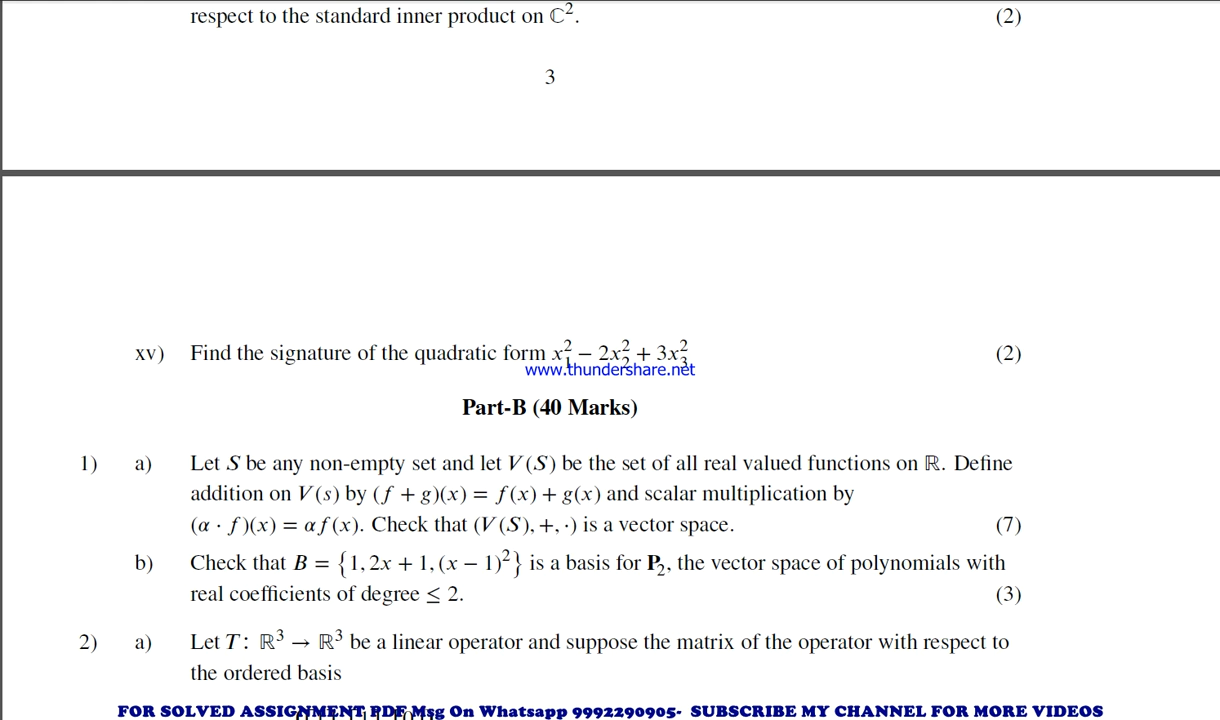 respect to the standard inner product on ℂ². (2)
3
xv) Find the signature of the quadratic form x₁² − 2x₂² + 3x₃² (2)
www.thundershare.net
Part-B (40 Marks)
1) a) Let S be any non-empty set and let V(S) be the set of all real valued functions on ℝ. Define
addition on V(s) by (f + g)(x) = f(x) + g(x) and scalar multiplication by
(α · f)(x) = αf(x). Check that (V(S), +, ·) is a vector space. (7)
b) Check that B = {1, 2x + 1, (x − 1)²} is a basis for P₂, the vector space of polynomials with
real coefficients of degree ≤ 2. (3)
2) a) Let T : ℝ³ → ℝ³ be a linear operator and suppose the matrix of the operator with respect to
the ordered basis
FOR SOLVED ASSIGNMENT PDF Msg On Whatsapp 9992290905- SUBSCRIBE MY CHANNEL FOR MORE VIDEOS